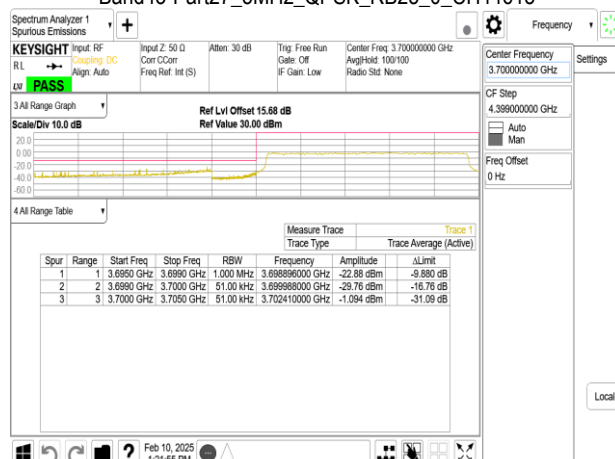 Spectrum Analyzer 1
Spurious Emissions
Frequency
KEYSIGHT
Input: RF
Coupling: DC
Align: Auto
Input Z: 50 Ω
Corr CCorr
Freq Ref: Int (S)
Atten: 30 dB
Trig: Free Run
Gate: Off
IF Gain: Low
Center Freq: 3.700000000 GHz
Avg|Hold: 100/100
Radio Std: None
RL
LXI
PASS
Center Frequency
3.700000000 GHz
Settings
CF Step
4.399000000 GHz
Auto
Man
Freq Offset
0 Hz
3 All Range Graph
Ref Lvl Offset 15.68 dB
Scale/Div 10.0 dB
Ref Value 30.00 dBm
20.0
0.00
-20.0
-40.0
-60.0
4 All Range Table
Measure Trace Trace 1
Trace Type Trace Average (Active)
Spur Range Start Freq Stop Freq RBW Frequency Amplitude ΔLimit
1 1 3.6950 GHz 3.6990 GHz 1.000 MHz 3.698896000 GHz -22.88 dBm -9.880 dB
2 2 3.6990 GHz 3.7000 GHz 51.00 kHz 3.699988000 GHz -29.76 dBm -16.76 dB
3 3 3.7000 GHz 3.7050 GHz 51.00 kHz 3.702410000 GHz -1.094 dBm -31.09 dB
Local
Feb 10, 2025